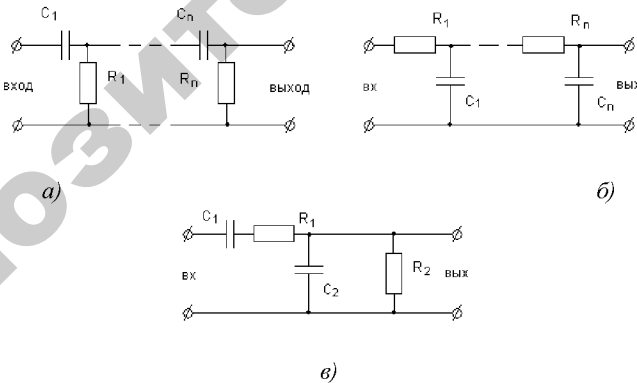 C1 Cn
R1 Rn
вход выход
а)
R1 Rn
C1 Cn
вх вых
б)
C1 R1
C2 R2
вх вых
в)